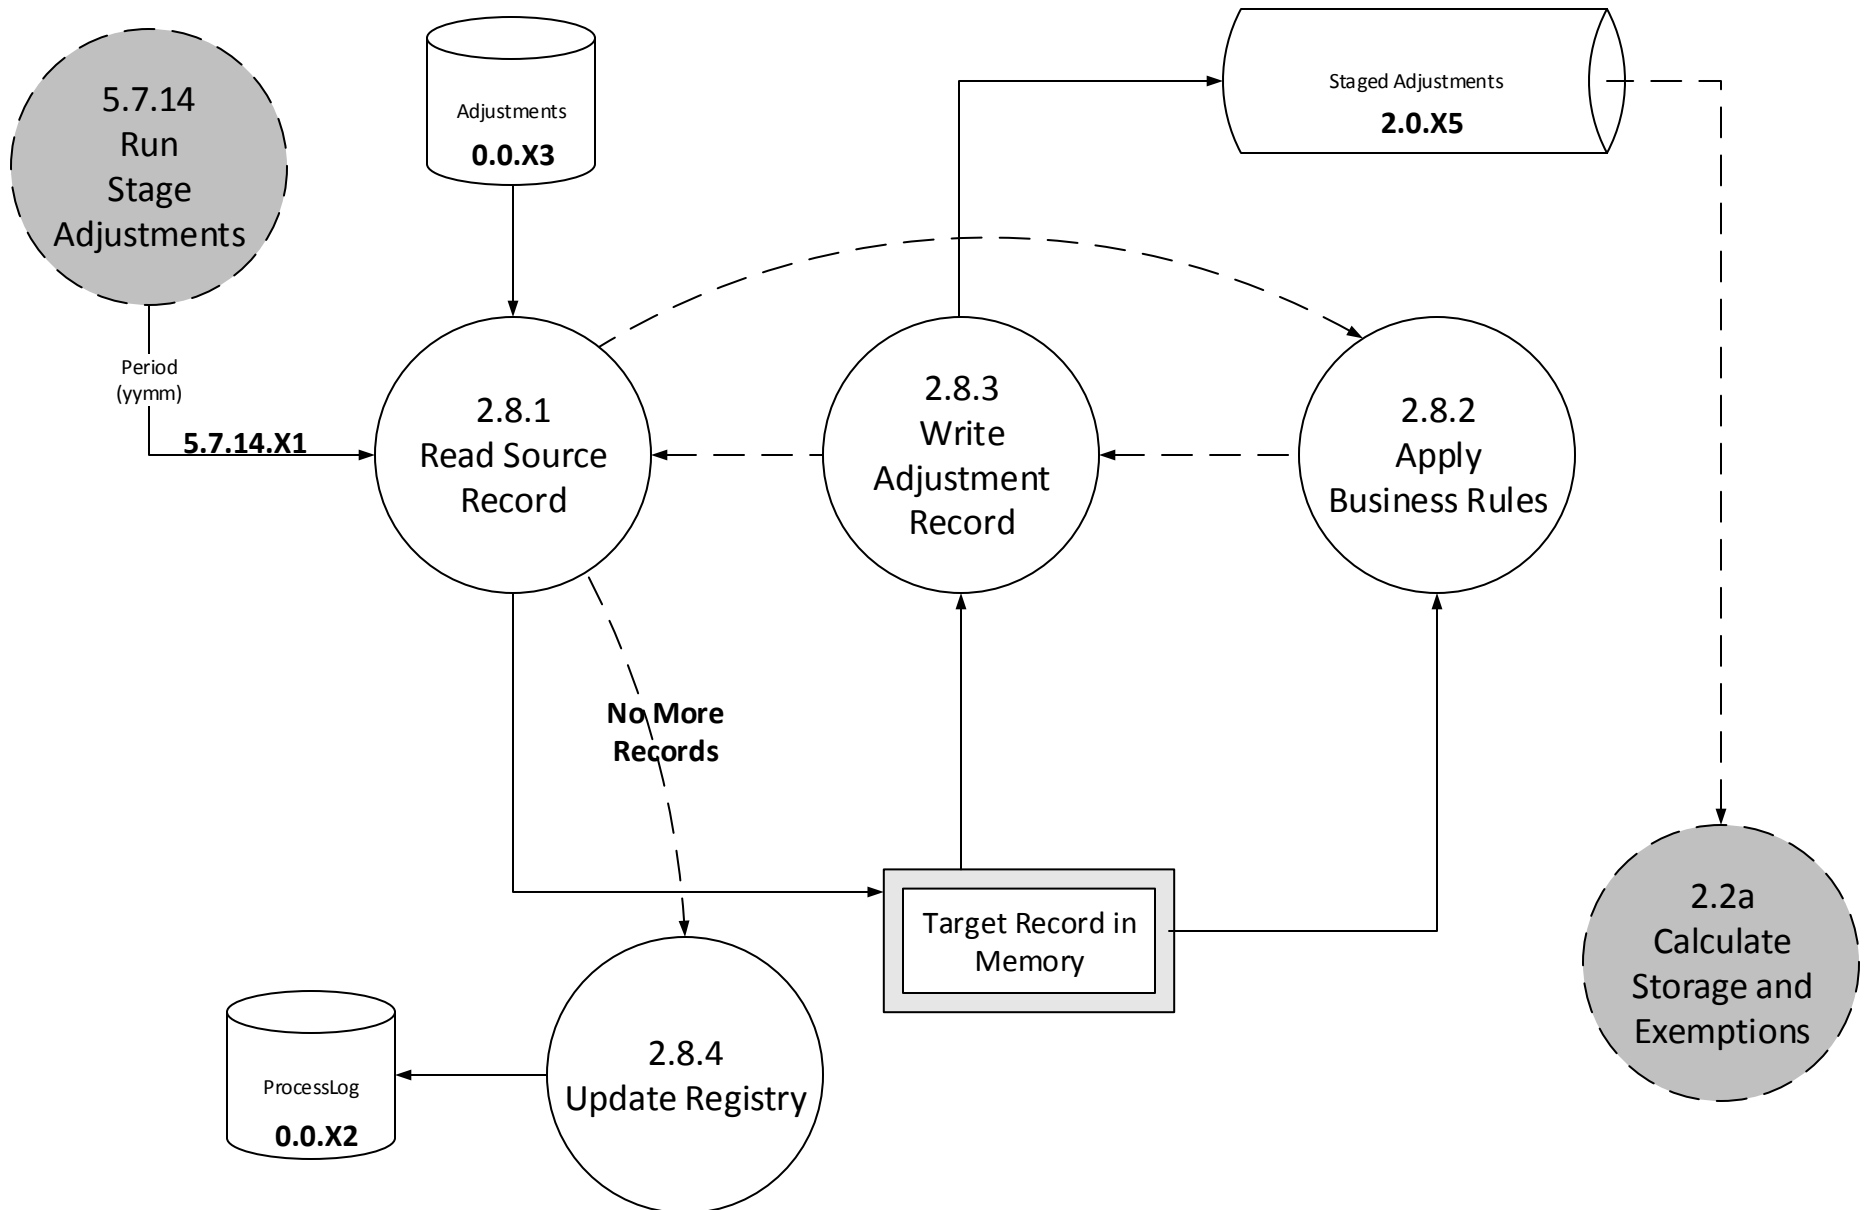 5.7.14
Run
Stage
Adjustments
Adjustments
0.0.X3
Staged Adjustments
2.0.X5
Period
(yymm)
5.7.14.X1
2.8.1
Read Source
Record
2.8.3
Write
Adjustment
Record
2.8.2
Apply
Business Rules
No More
Records
Target Record in
Memory
2.2a
Calculate
Storage and
Exemptions
ProcessLog
0.0.X2
2.8.4
Update Registry